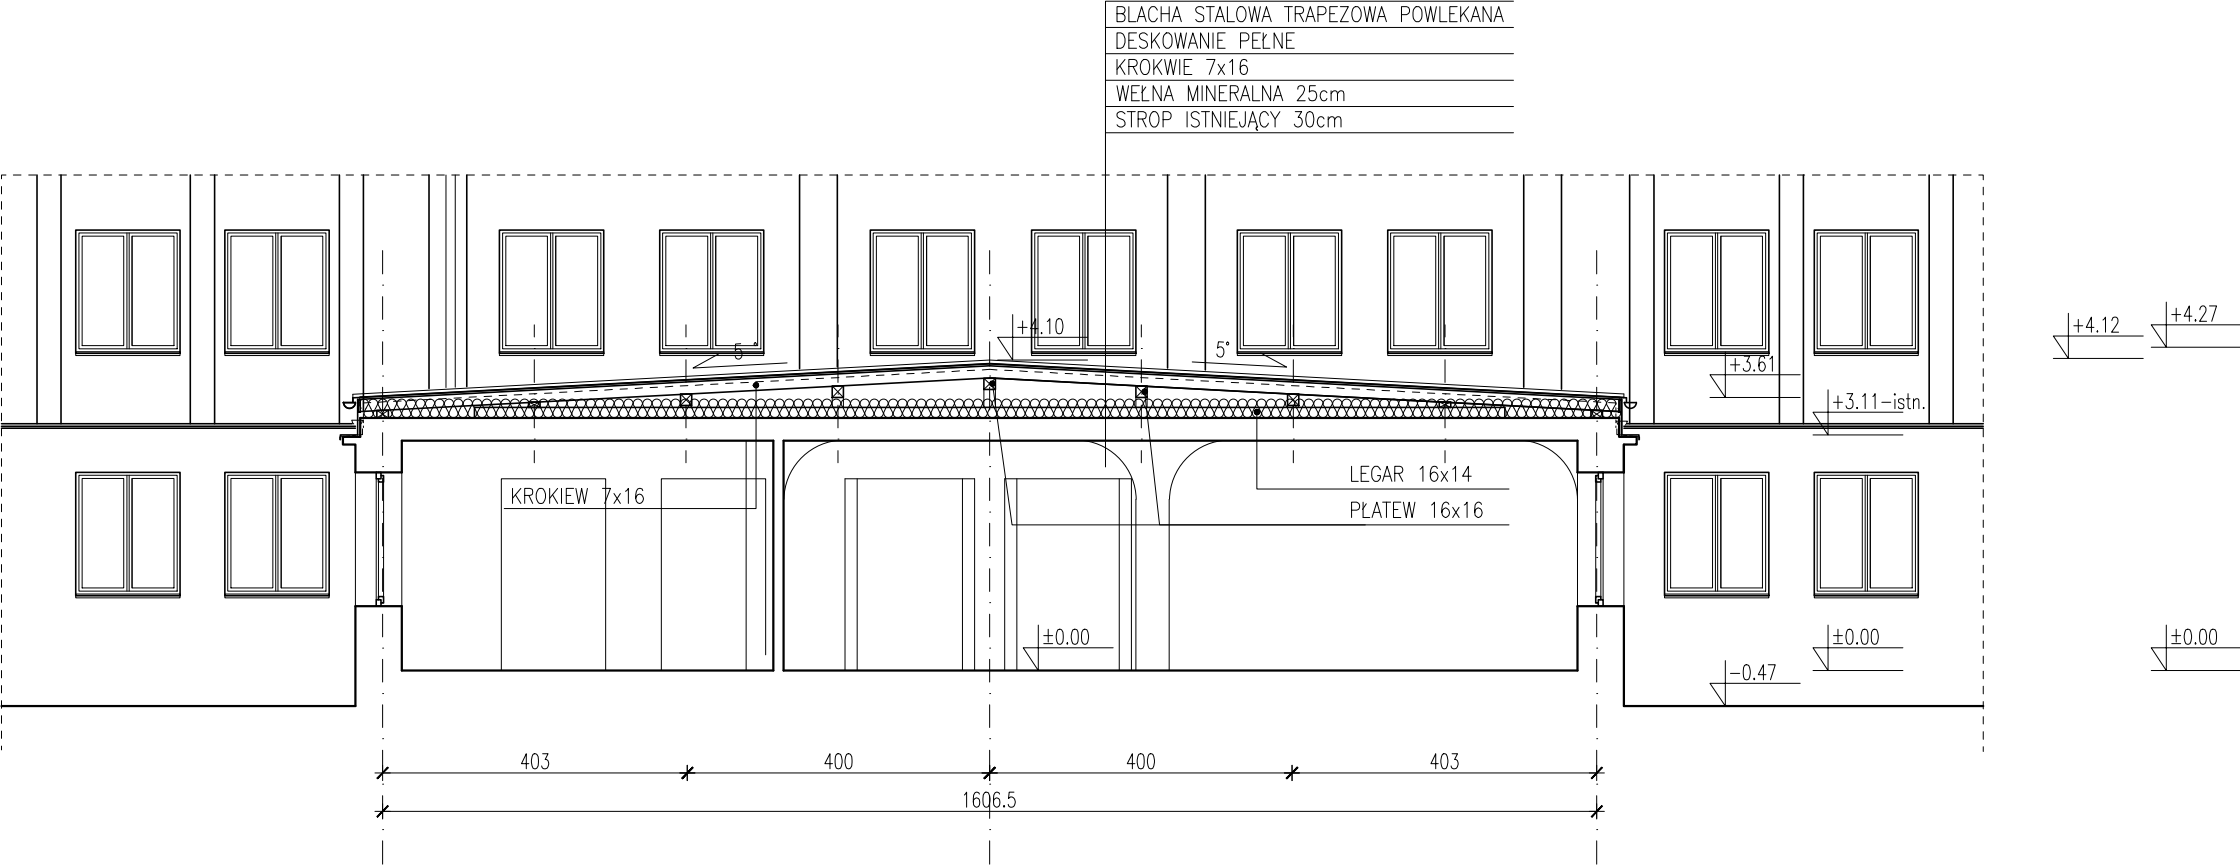 BLACHA STALOWA TRAPEZOWA POWLEKANA
DESKOWANIE PEŁNE
KROKWIE 7x16
WEŁNA MINERALNA 25cm
STROP ISTNIEJĄCY 30cm
+4.10
+4.12
+4.27
5°
5°
+3.61
+3.11-istn.
LEGAR 16x14
KROKIEW 7x16
PŁATEW 16x16
±0.00
±0.00
±0.00
-0.47
403
400
400
403
1606.5